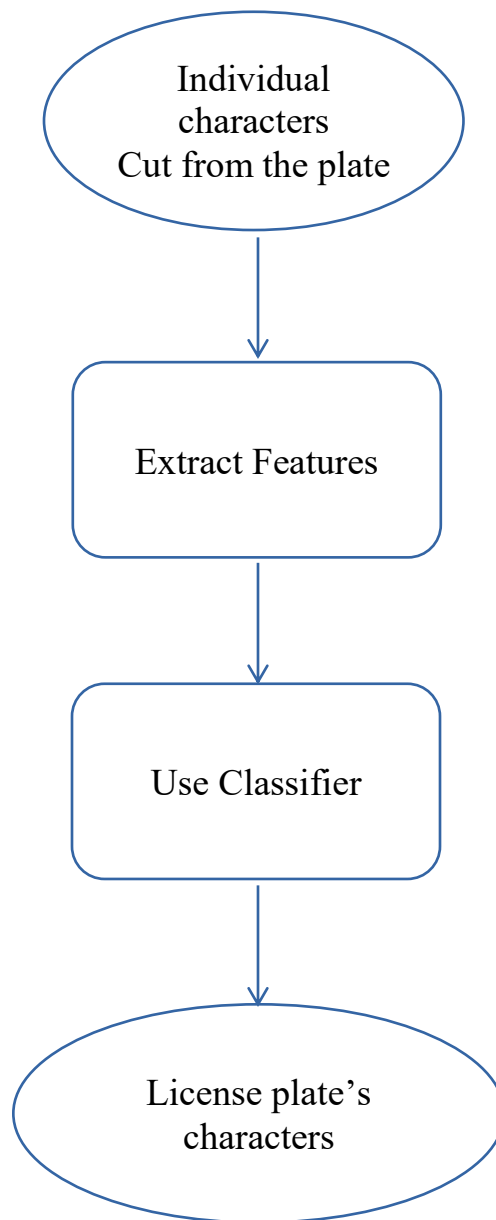 Individual
characters
Cut from the plate
Extract Features
Use Classifier
License plate’s
characters